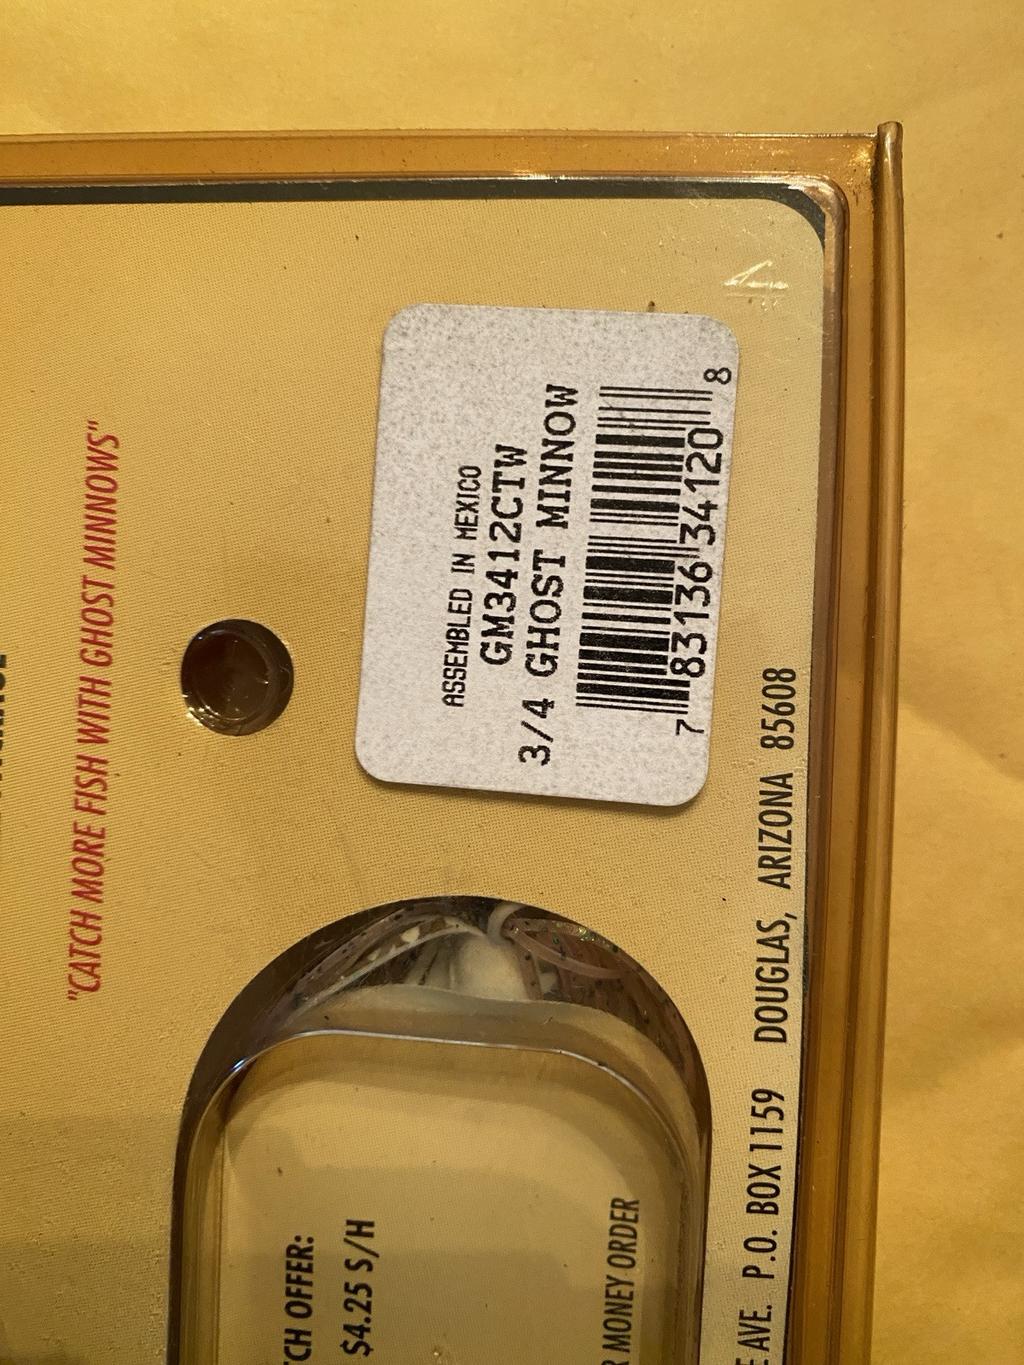 "CATCH MORE FISH WITH GHOST MINNOWS"
ASSEMBLED IN MEXICO
GM3412CTW
3/4 GHOST MINNOW
7 83136 34120 8
OFFER:
$4.25 S/H
MONEY ORDER
AVE. P.O. BOX 1159 DOUGLAS, ARIZONA 85608